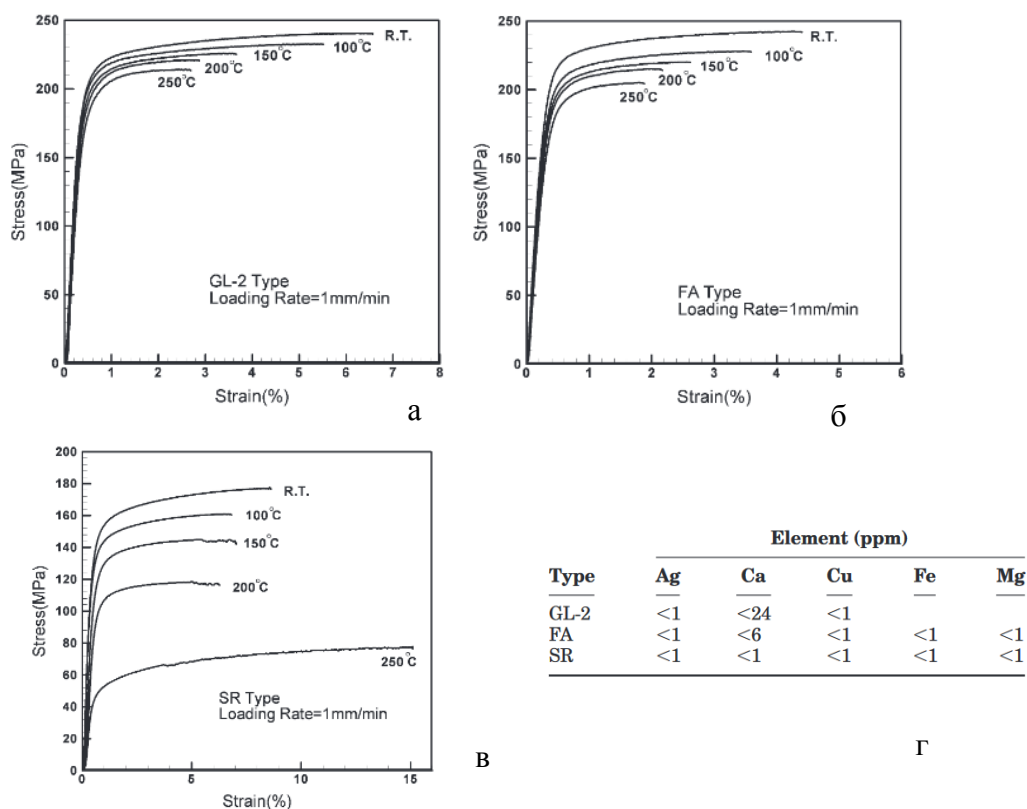 250
200
150
100
50
0
Stress(MPa)
R.T.
100°C
150°C
200°C
250°C
GL-2 Type
Loading Rate=1mm/min
0 1 2 3 4 5 6 7 8
Strain(%)
а
250
200
150
100
50
0
Stress(MPa)
R.T.
100°C
150°C
200°C
250°C
FA Type
Loading Rate=1mm/min
0 1 2 3 4 5 6
Strain(%)
б
200
180
160
140
120
100
80
60
40
20
0
Stress(MPa)
R.T.
100°C
150°C
200°C
250°C
SR Type
Loading Rate=1mm/min
0 5 10 15
Strain(%)
в
Element (ppm)
Type Ag Ca Cu Fe Mg
GL-2 <1 <24 <1
FA <1 <6 <1 <1 <1
SR <1 <1 <1 <1 <1
г